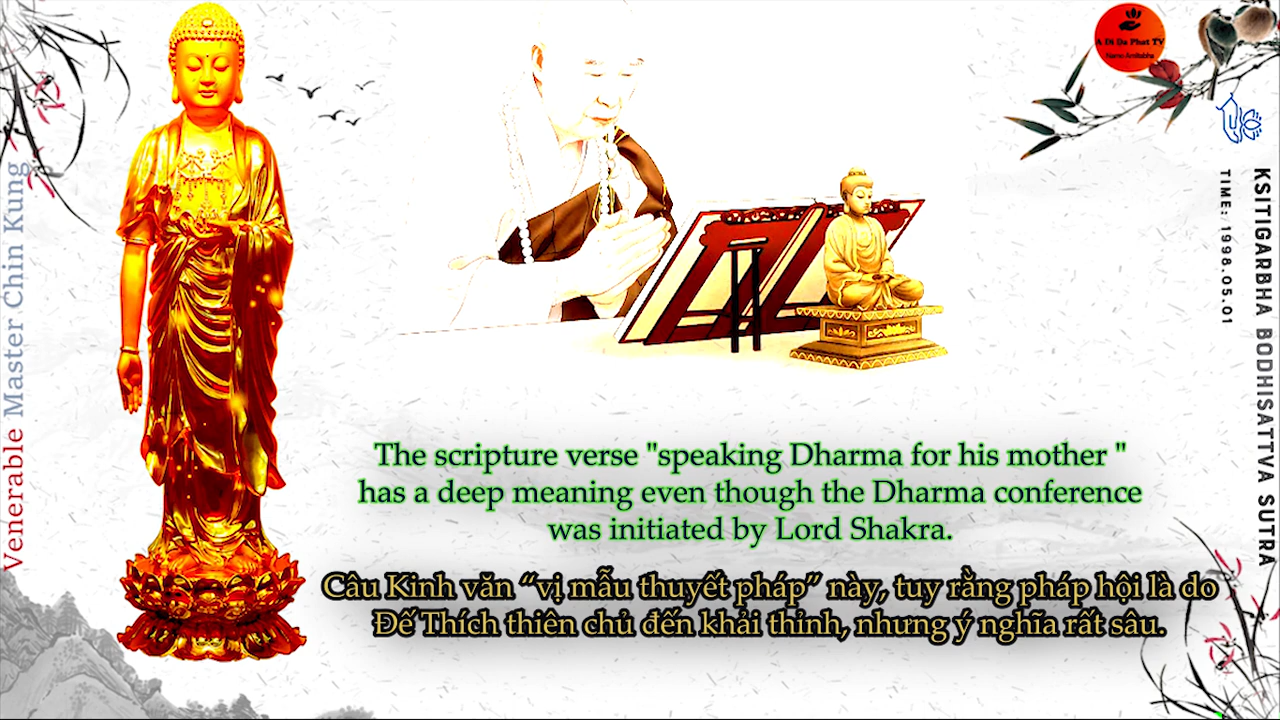 Venerable Master Chin Kung
A Di Da Phat TV
Namo Amitabha
KSITIGARBHA BODHISATTVA SUTRA
TIME: 1998.05.01
The scripture verse "speaking Dharma for his mother "
has a deep meaning even though the Dharma conference
was initiated by Lord Shakra.
Câu Kinh văn “vị mẫu thuyết pháp” này, tuy rằng pháp hội là do
Đế Thích thiên chủ đến khải thỉnh, nhưng ý nghĩa rất sâu.